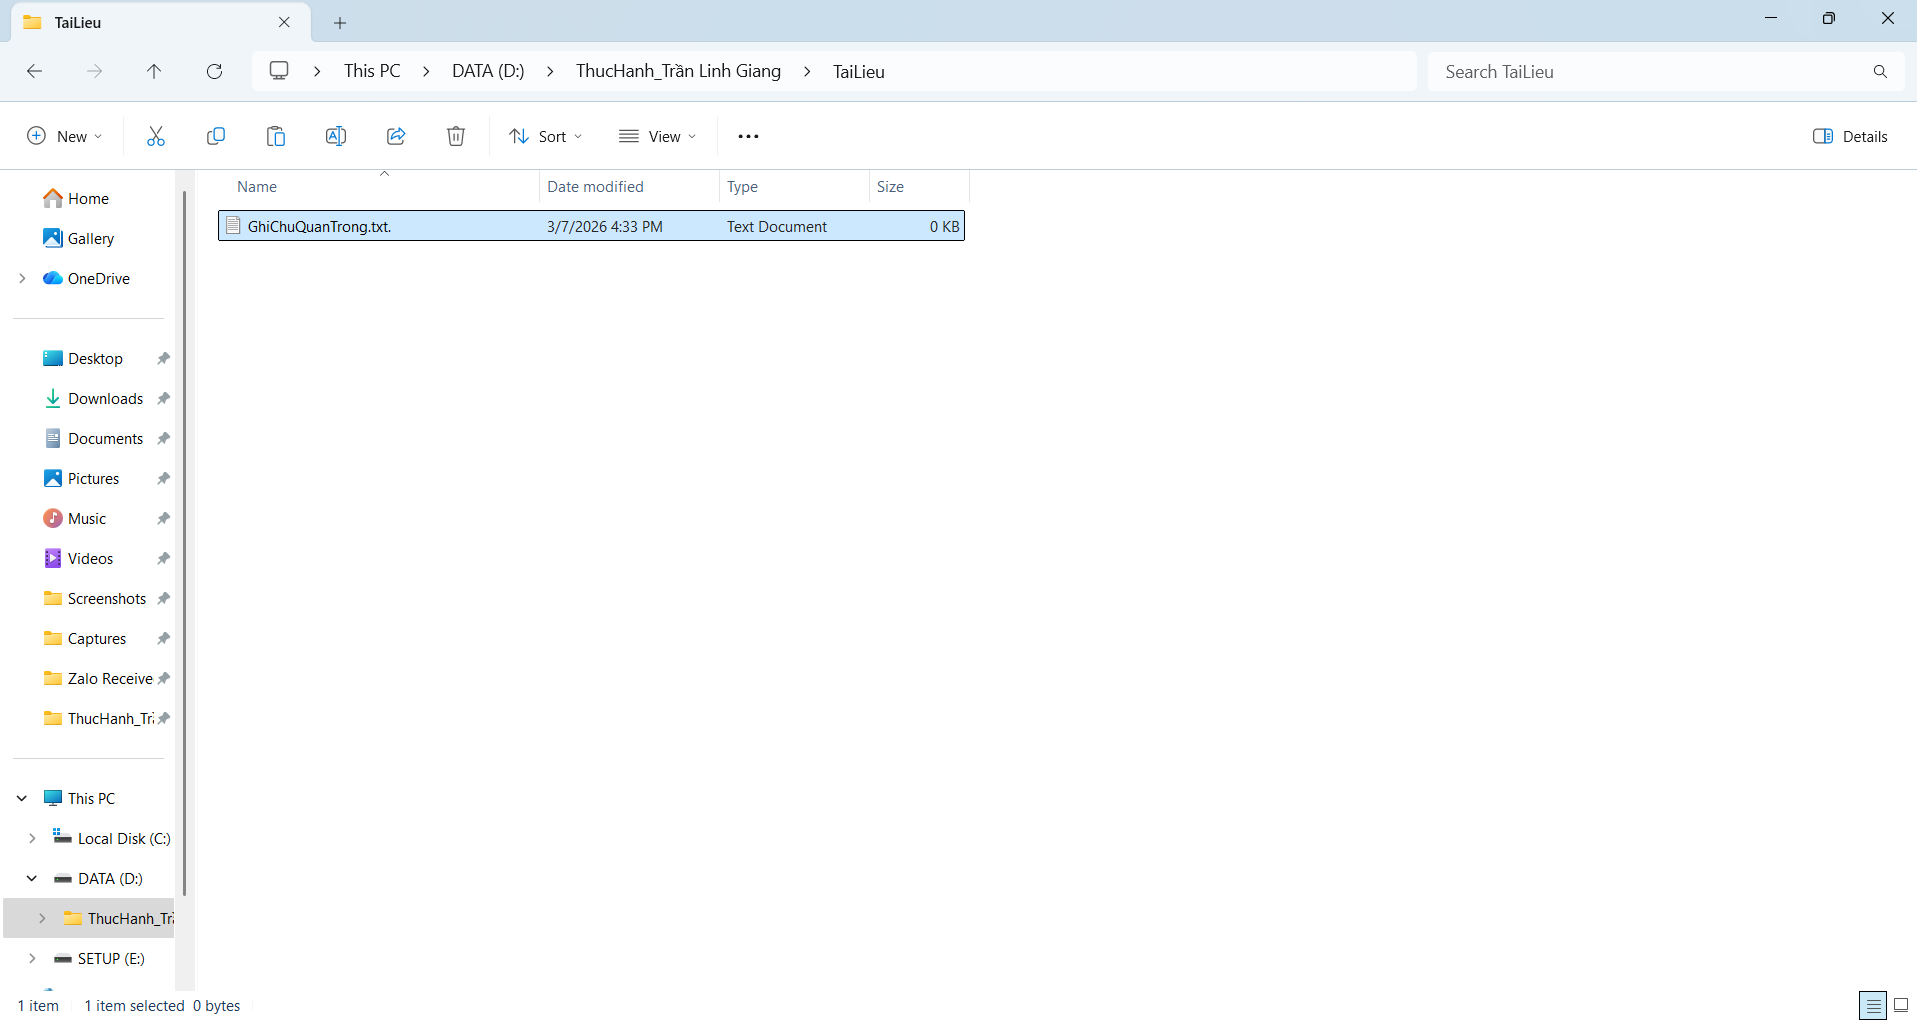 TaiLieu
This PC > DATA (D:) > ThucHanh_Trần Linh Giang > TaiLieu
Search TaiLieu
New
Sort
View
Details
Name Date modified Type Size
GhiChuQuanTrong.txt. 3/7/2026 4:33 PM Text Document 0 KB
Home
Gallery
OneDrive
Desktop
Downloads
Documents
Pictures
Music
Videos
Screenshots
Captures
Zalo Receive
ThucHanh_Trầ
This PC
Local Disk (C:)
DATA (D:)
ThucHanh_Trầ
SETUP (E:)
1 item 1 item selected 0 bytes